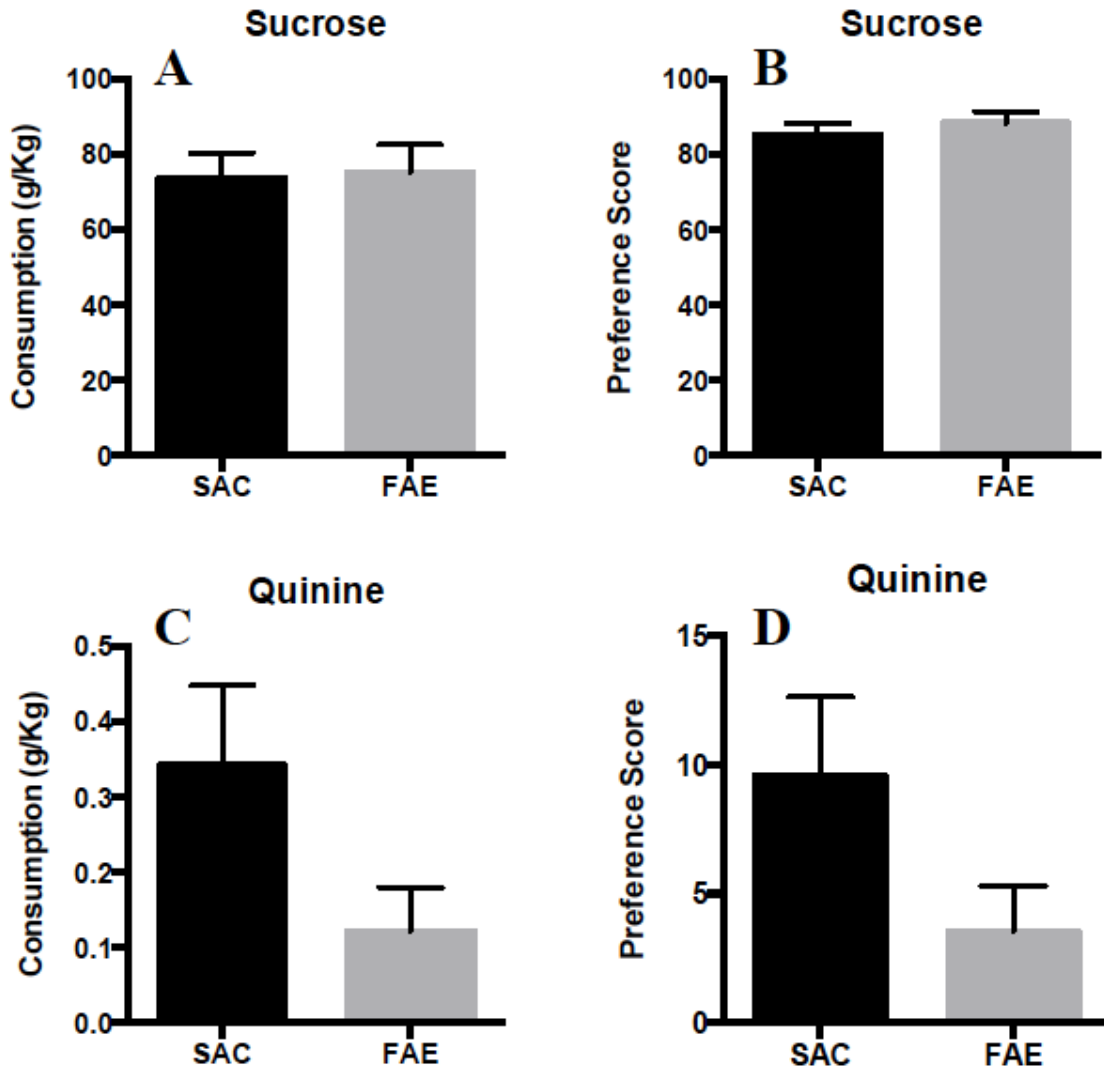 Sucrose
A
Consumption (g/Kg)
100
80
60
40
20
0
SAC FAE
Sucrose
B
Preference Score
100
80
60
40
20
0
SAC FAE
Quinine
C
Consumption (g/Kg)
0.5
0.4
0.3
0.2
0.1
0.0
SAC FAE
Quinine
D
Preference Score
15
10
5
0
SAC FAE